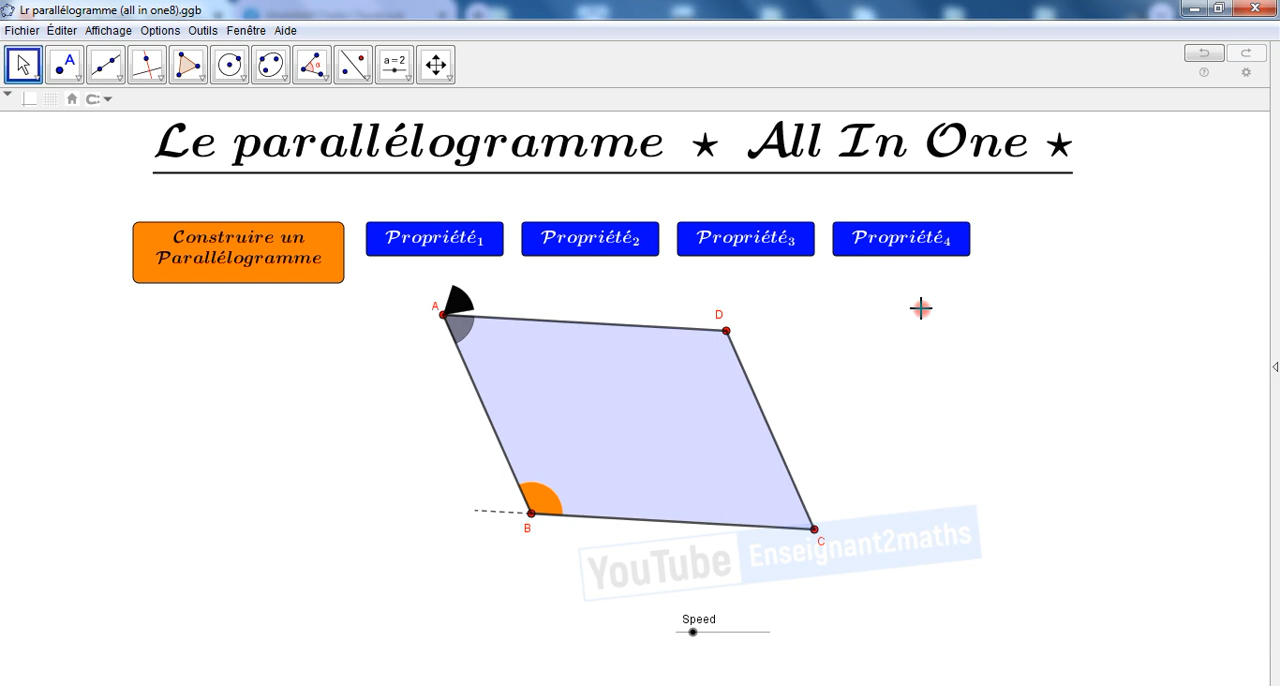 Lr parallélogramme (all in one8).ggb
Fichier Éditer Affichage Options Outils Fenêtre Aide
A
α
a = 2
Le parallélogramme ★ All In One ★
Construire un
Parallélogramme
Propriété1
Propriété2
Propriété3
Propriété4
A
D
B
C
YouTube Enseignant2maths
Speed